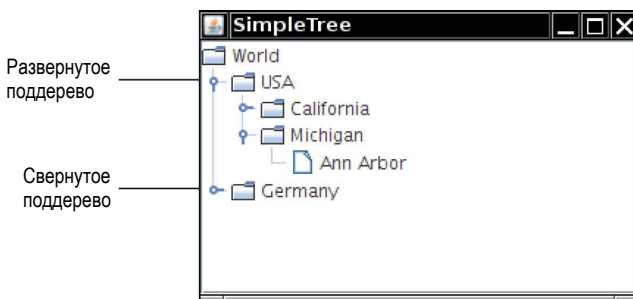 SimpleTree
World
Развернутое
поддерево
USA
California
Michigan
Ann Arbor
Свернутое
поддерево
Germany